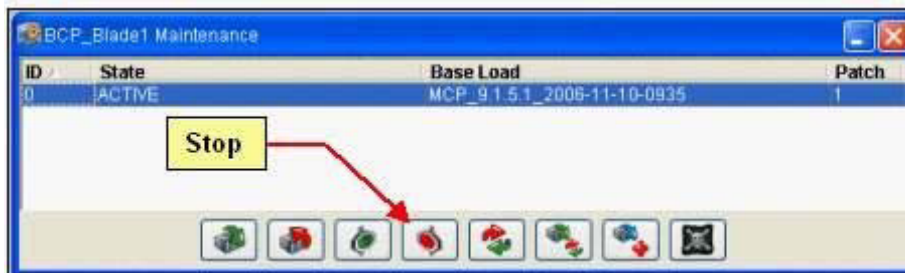 BCP_Blade1 Maintenance
ID State Base Load Patch
0 ACTIVE MCP_9.1.5.1_2006-11-10-0935 1
Stop